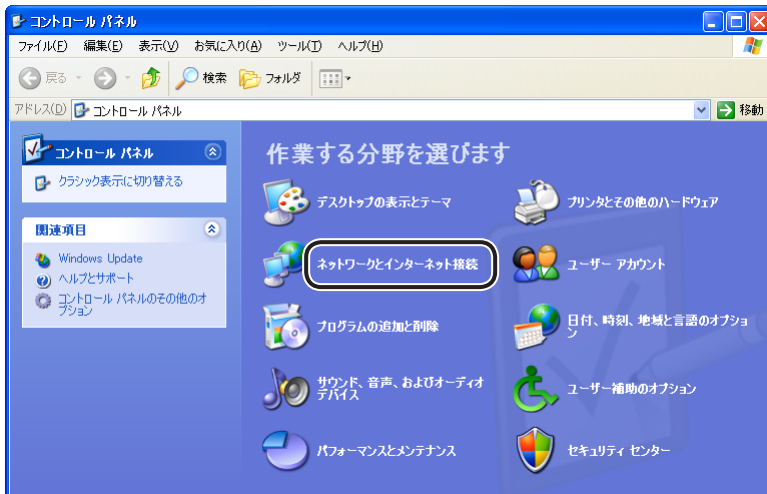 コントロール パネル
ファイル(F) 編集(E) 表示(V) お気に入り(A) ツール(T) ヘルプ(H)
戻る 検索 フォルダ
アドレス(D) コントロール パネル 移動
コントロール パネル
クラシック表示に切り替える
関連項目
Windows Update
ヘルプとサポート
コントロール パネルのその他のオ
プション
作業する分野を選びます
デスクトップの表示とテーマ
プリンタとその他のハードウェア
ネットワークとインターネット接続
ユーザー アカウント
プログラムの追加と削除
日付、時刻、地域と言語のオプショ
ン
サウンド、音声、およびオーディオ
デバイス
ユーザー補助のオプション
パフォーマンスとメンテナンス
セキュリティ センター